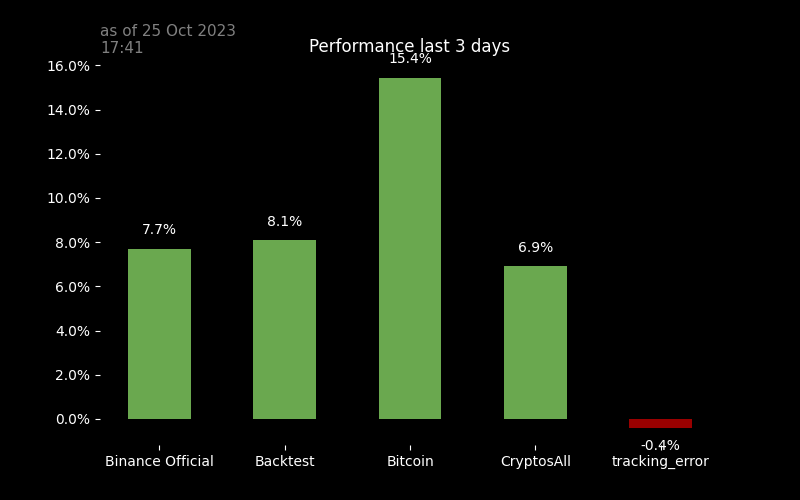 as of 25 Oct 2023
17:41
Performance last 3 days
16.0%
14.0%
12.0%
10.0%
8.0%
6.0%
4.0%
2.0%
0.0%
7.7%
8.1%
15.4%
6.9%
-0.4%
Binance Official
Backtest
Bitcoin
CryptosAll
tracking_error